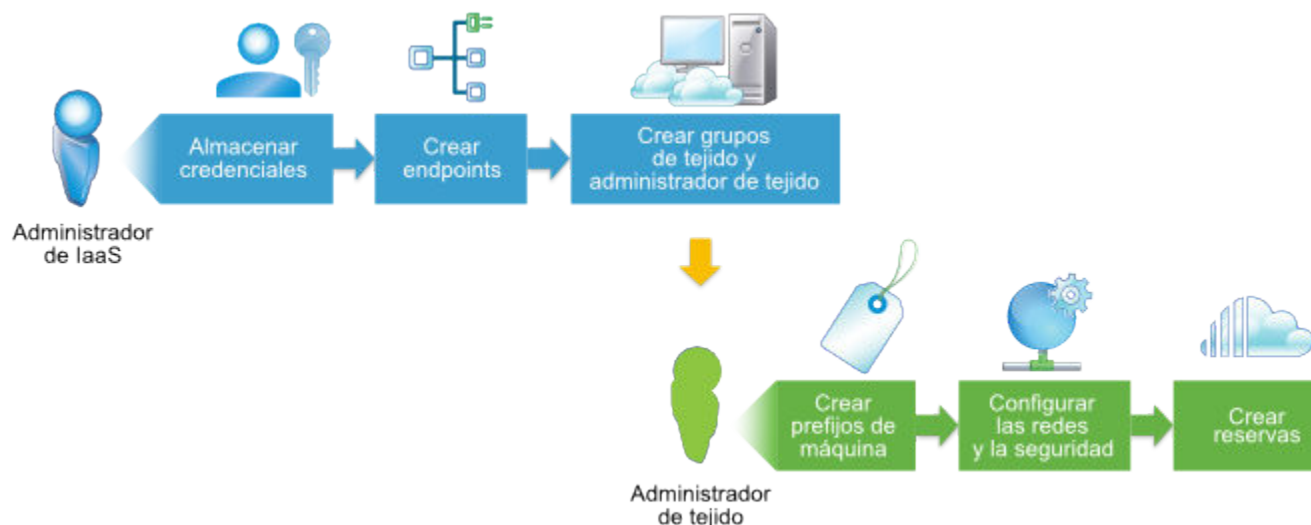 Almacenar
credenciales
Crear
endpoints
Crear grupos
de tejido y
administrador de tejido
Administrador
de IaaS
Crear
prefijos de
máquina
Configurar
las redes
y la seguridad
Crear
reservas
Administrador
de tejido